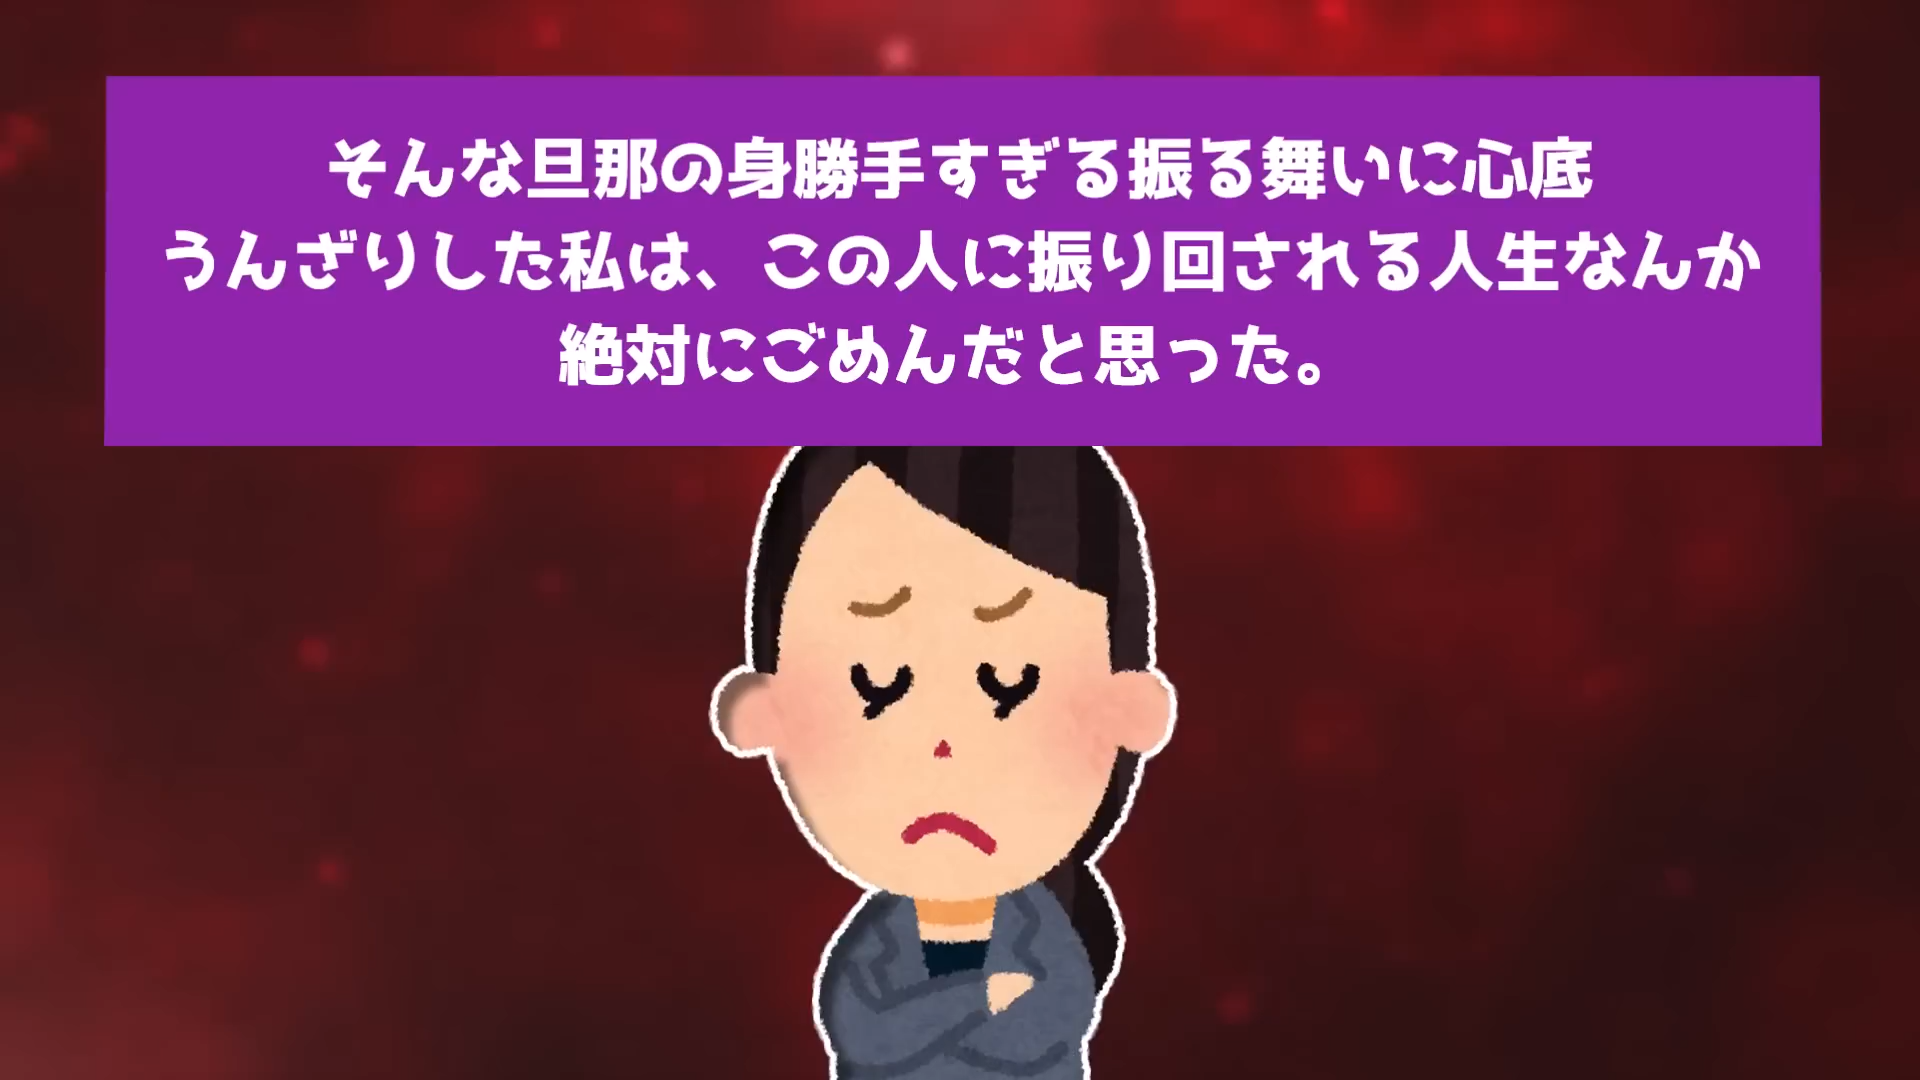 そんな旦那の身勝手すぎる振る舞いに心底
うんざりした私は、この人に振り回される人生なんか
絶対にごめんだと思った。